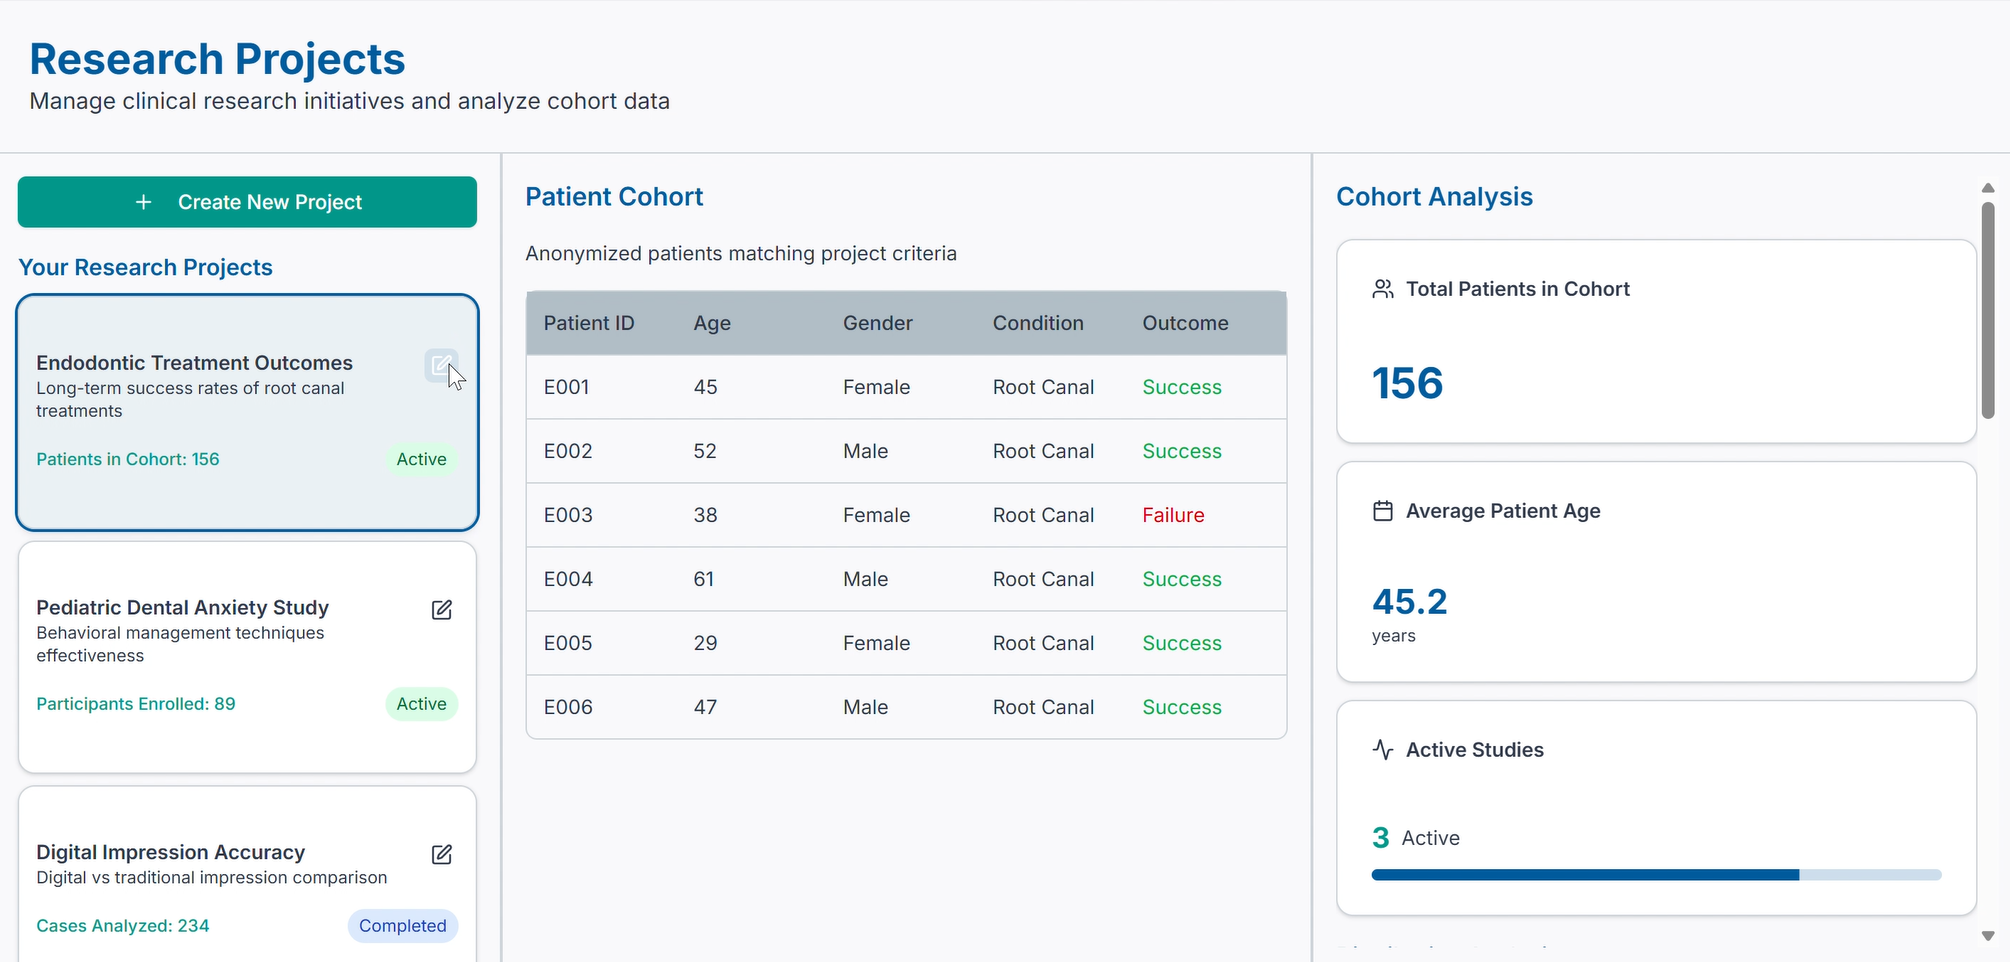 Research Projects
Manage clinical research initiatives and analyze cohort data
+ Create New Project
Your Research Projects
Endodontic Treatment Outcomes
Long-term success rates of root canal
treatments
Patients in Cohort: 156
Active
Pediatric Dental Anxiety Study
Behavioral management techniques
effectiveness
Participants Enrolled: 89
Active
Digital Impression Accuracy
Digital vs traditional impression comparison
Cases Analyzed: 234
Completed
Patient Cohort
Anonymized patients matching project criteria
Patient ID Age Gender Condition Outcome
E001 45 Female Root Canal Success
E002 52 Male Root Canal Success
E003 38 Female Root Canal Failure
E004 61 Male Root Canal Success
E005 29 Female Root Canal Success
E006 47 Male Root Canal Success
Cohort Analysis
Total Patients in Cohort
156
Average Patient Age
45.2
years
Active Studies
3 Active